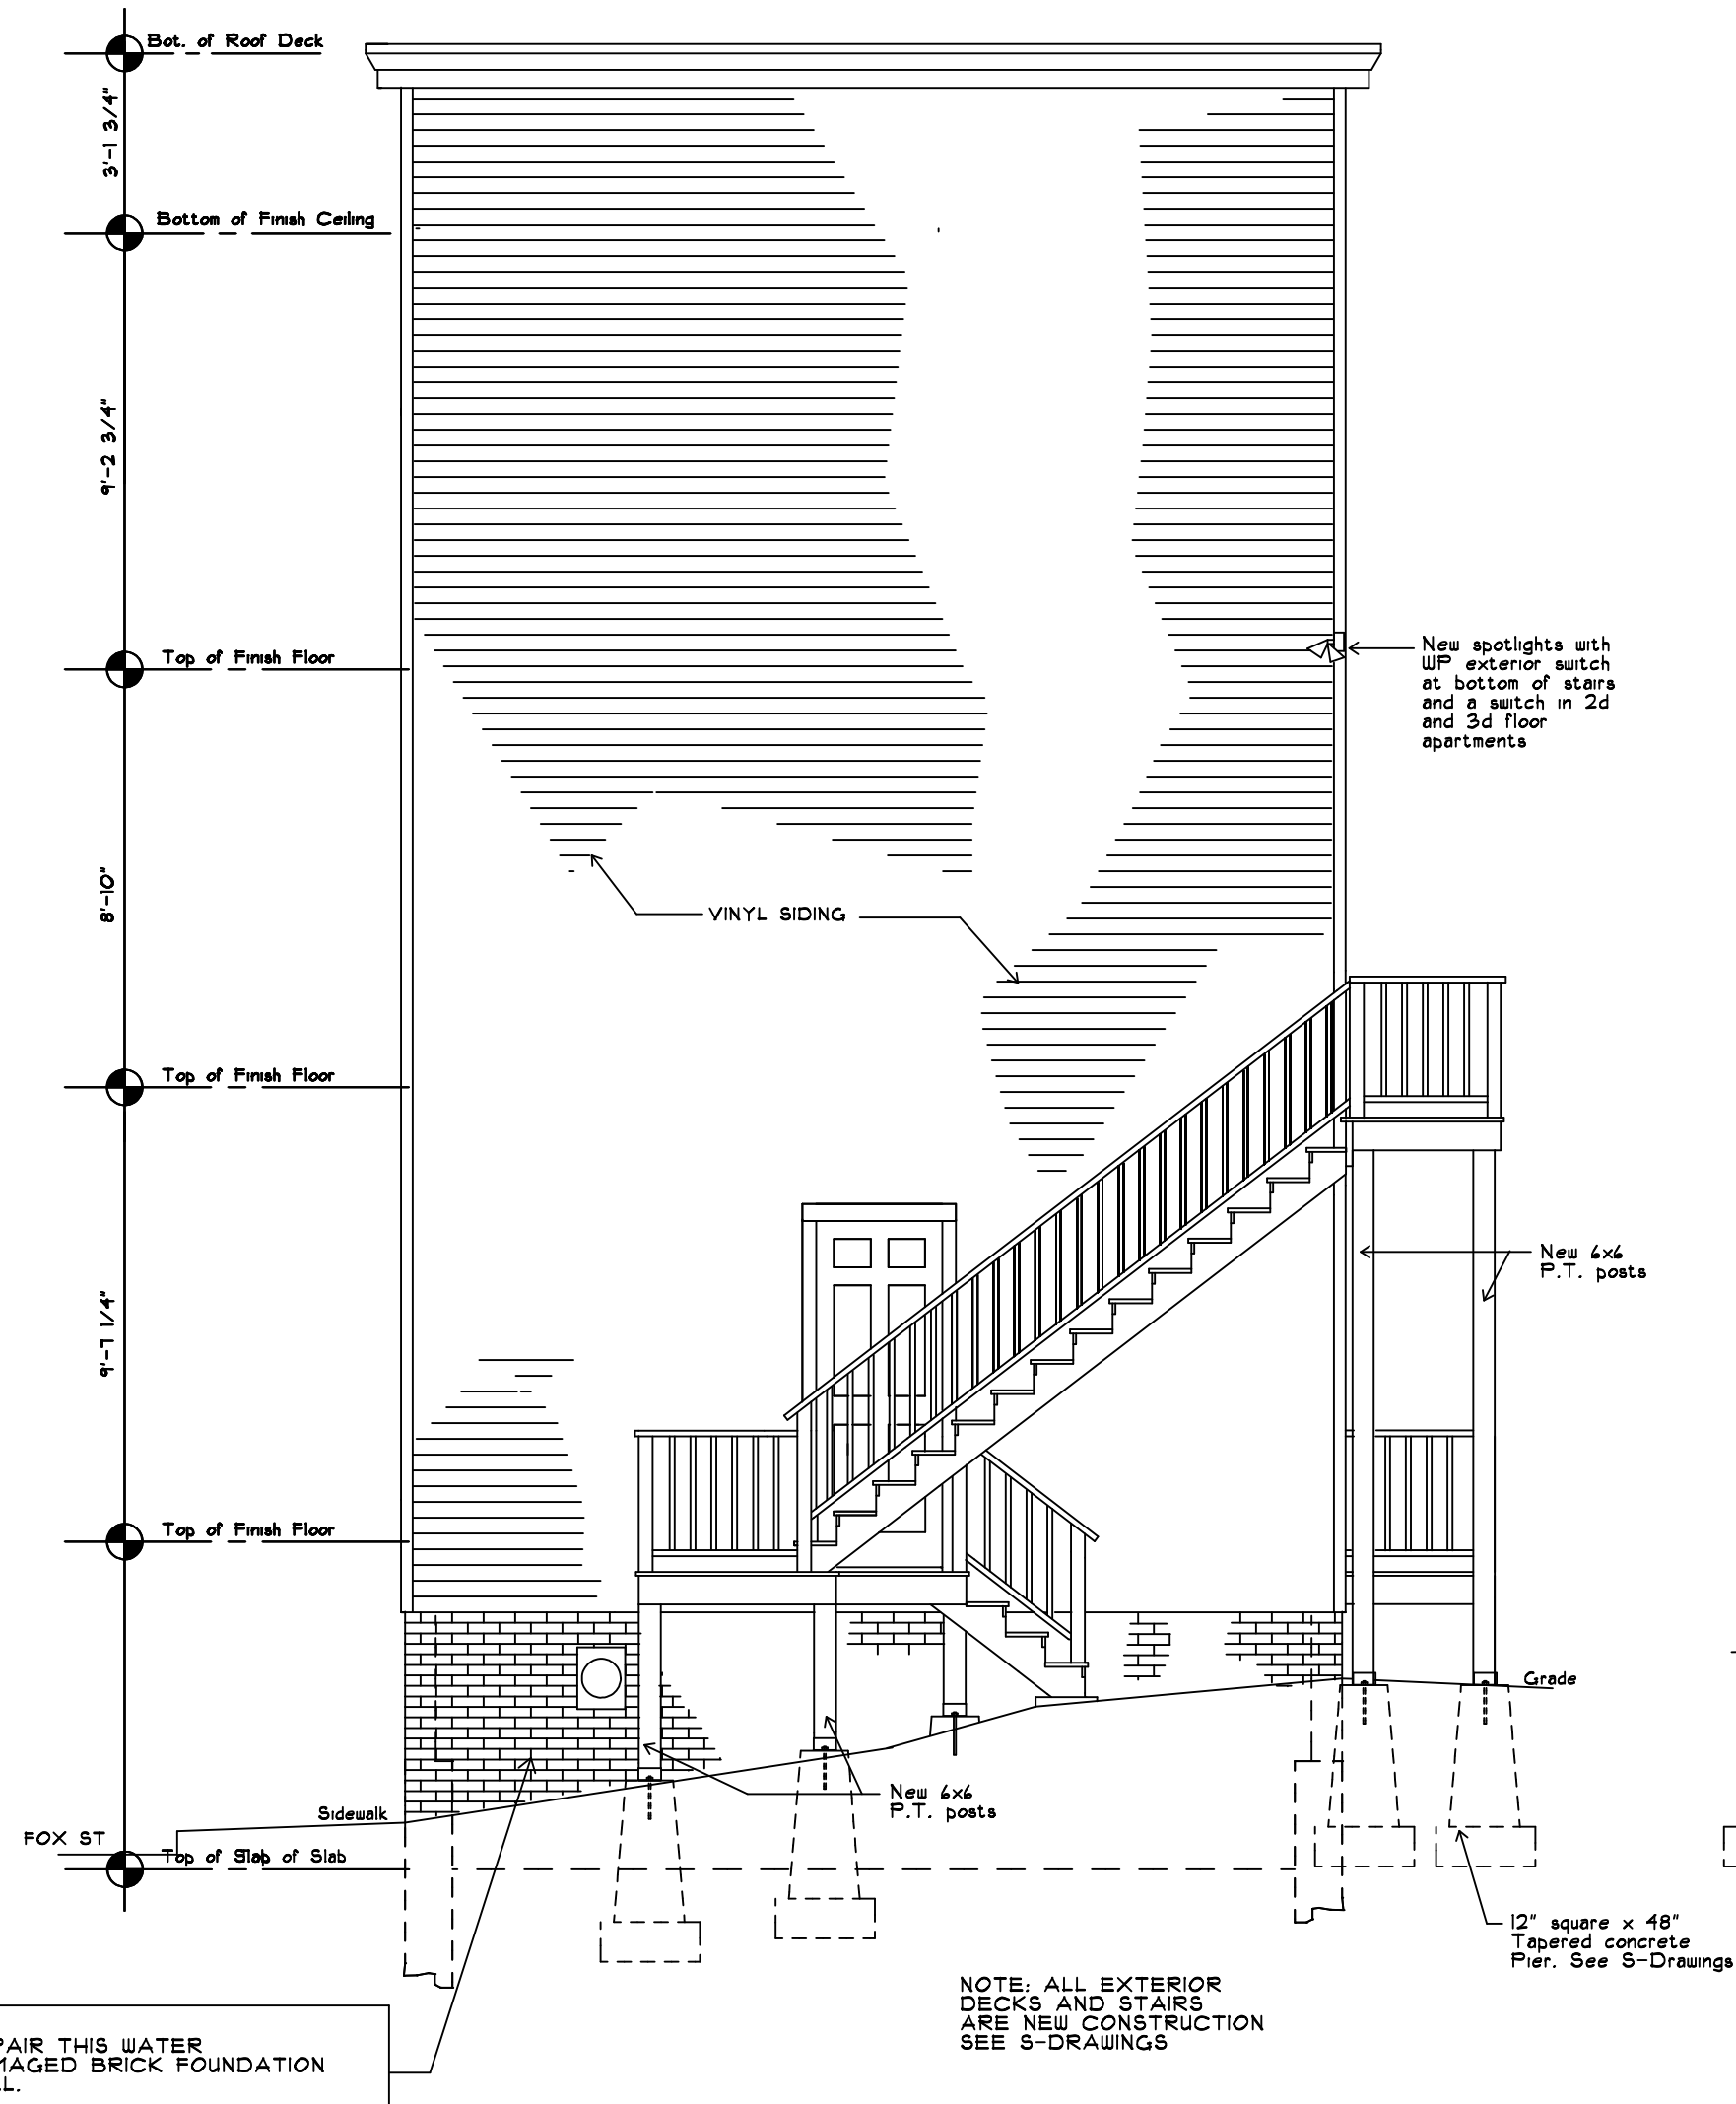 Bot. of Roof Deck
3'-1 3/4"
Bottom of Finish Ceiling
9'-2 3/4"
Top of Finish Floor
New spotlights with
WP exterior switch
at bottom of stairs
and a switch in 2d
and 3d floor
apartments
8'-10"
VINYL SIDING
Top of Finish Floor
New 6x6
P.T. posts
9'-7 1/4"
Top of Finish Floor
Grade
New 6x6
P.T. posts
Sidewalk
FOX ST
Top of Slab of Slab
12" square x 48"
Tapered concrete
Pier. See S-Drawings
NOTE: ALL EXTERIOR
DECKS AND STAIRS
ARE NEW CONSTRUCTION
SEE S-DRAWINGS
PAIR THIS WATER
MAGED BRICK FOUNDATION
LL.